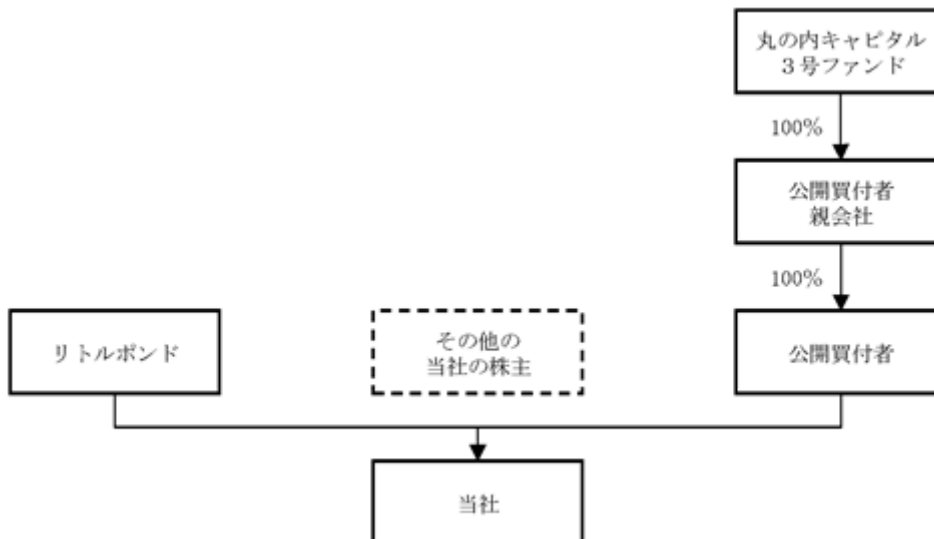 丸の内キャピタル
3号ファンド
100%
公開買付者
親会社
100%
リトルポンド
その他の
当社の株主
公開買付者
当社